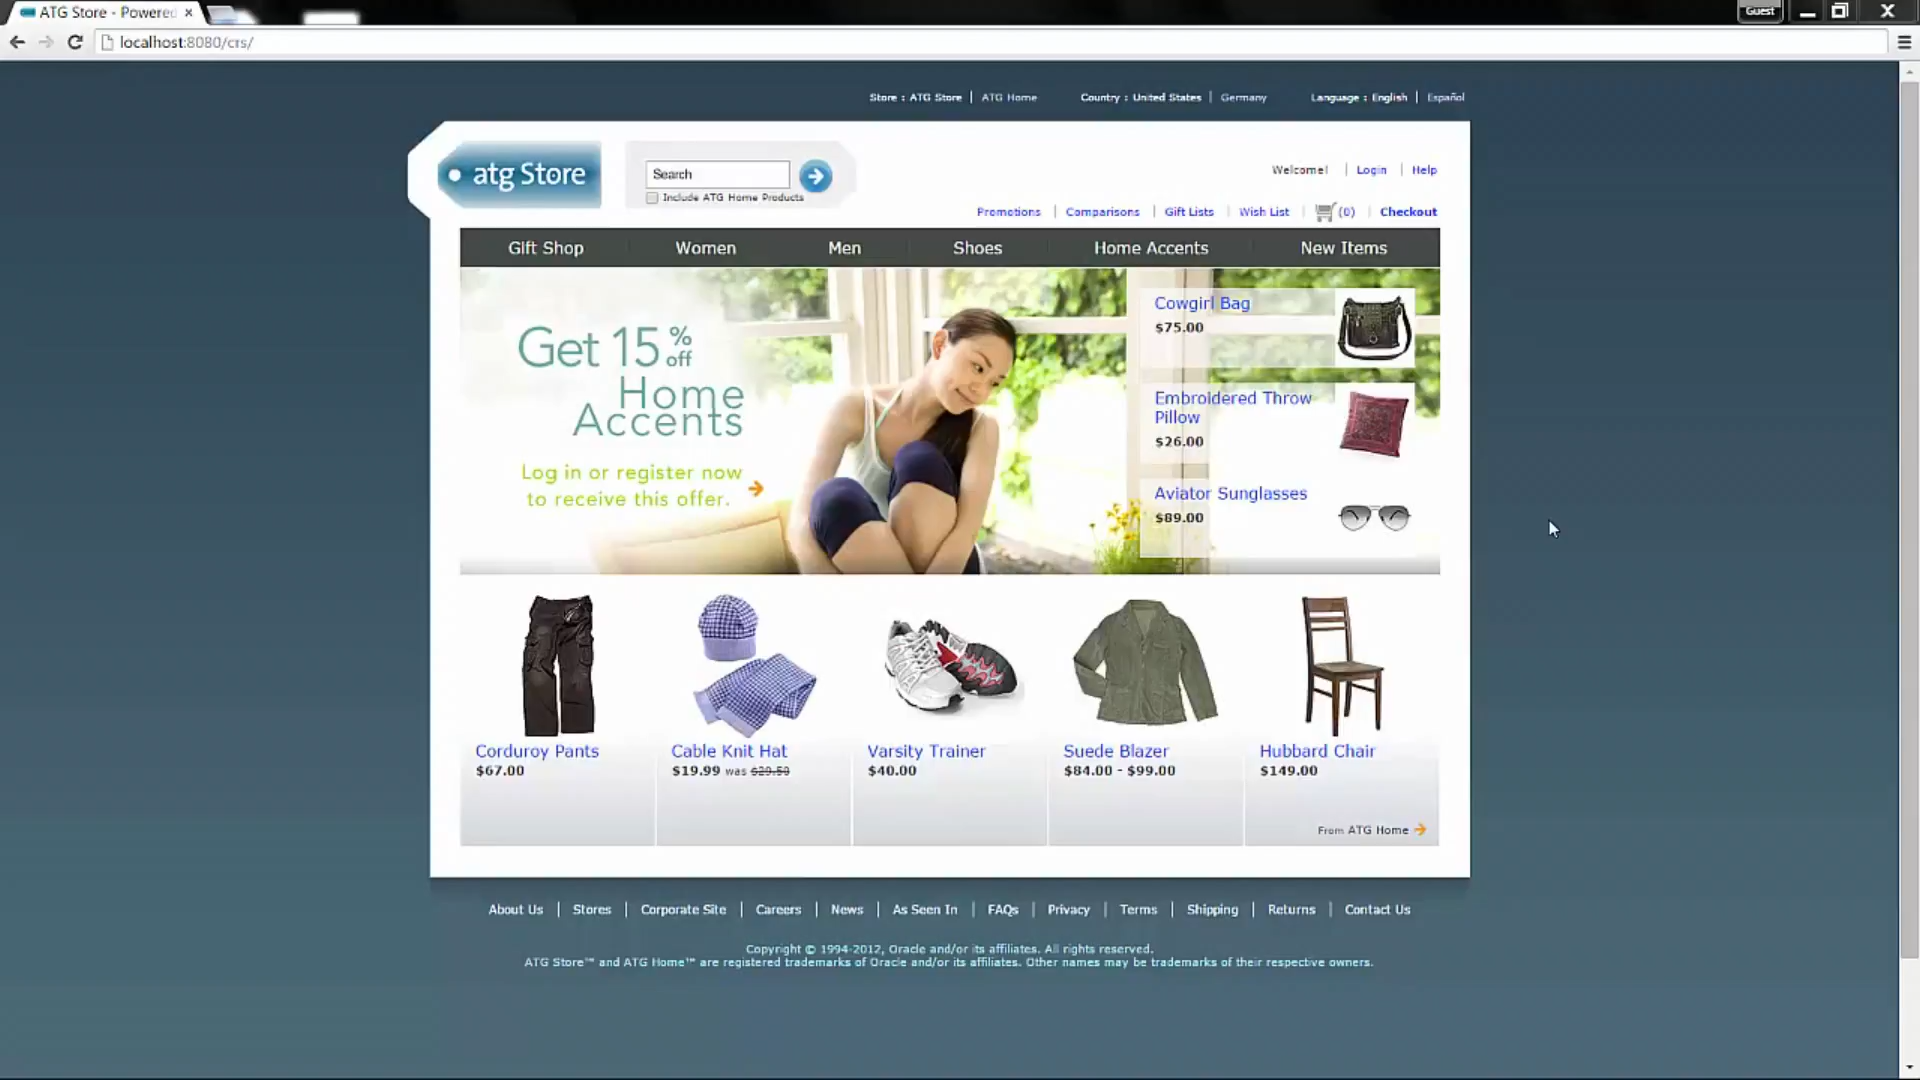 ATG Store - Powered
Guest
localhost:8080/crs/
Store : ATG Store | ATG Home Country : United States | Germany Language : English | Español
atg Store
Search
Include ATG Home Products
Welcome! | Login | Help
Promotions | Comparisons | Gift Lists | Wish List | (0) | Checkout
Gift Shop Women Men Shoes Home Accents New Items
Get 15% off
Home
Accents
Log in or register now
to receive this offer.
Cowgirl Bag
$75.00
Embroidered Throw
Pillow
$26.00
Aviator Sunglasses
$89.00
Corduroy Pants
$67.00
Cable Knit Hat
$19.99 was $29.50
Varsity Trainer
$40.00
Suede Blazer
$84.00 - $99.00
Hubbard Chair
$149.00
From ATG Home
About Us | Stores | Corporate Site | Careers | News | As Seen In | FAQs | Privacy | Terms | Shipping | Returns | Contact Us
Copyright © 1994-2012, Oracle and/or its affiliates. All rights reserved.
ATG Store™ and ATG Home™ are registered trademarks of Oracle and/or its affiliates. Other names may be trademarks of their respective owners.